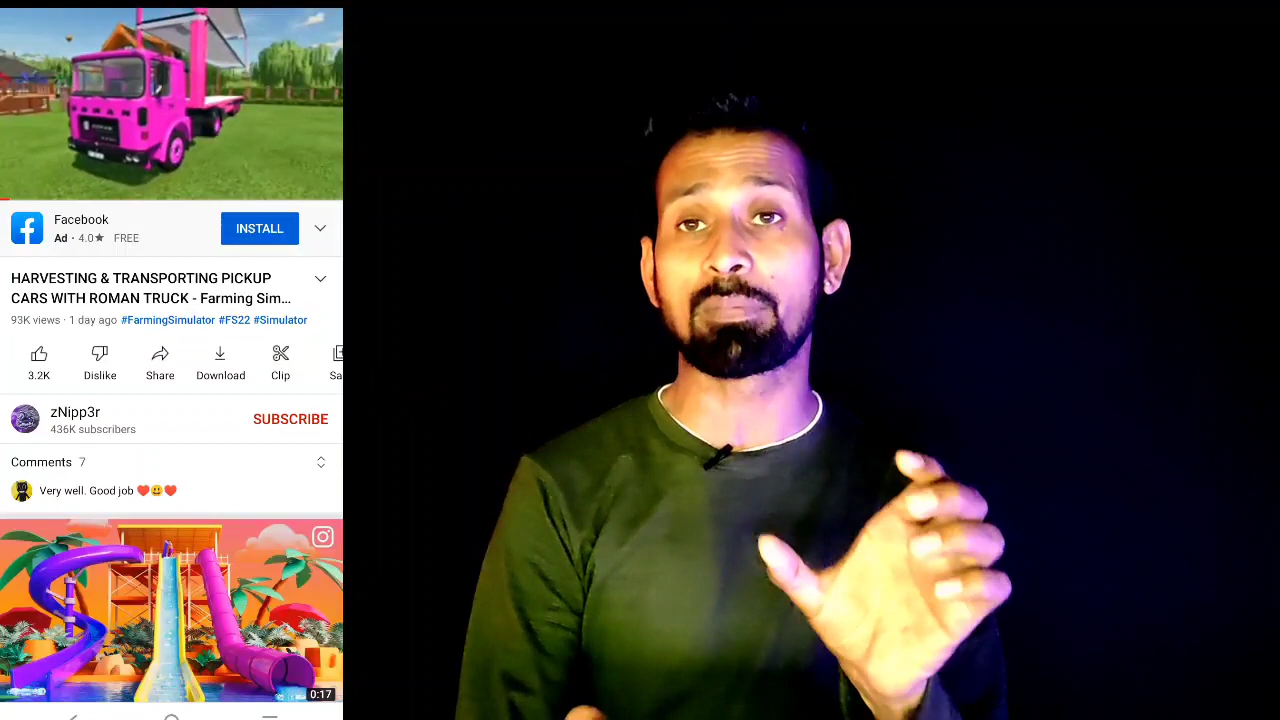 Facebook
Ad · 4.0★ FREE
INSTALL
HARVESTING & TRANSPORTING PICKUP
CARS WITH ROMAN TRUCK - Farming Sim...
93K views · 1 day ago #FarmingSimulator #FS22 #Simulator
3.2K Dislike Share Download Clip Sa
zNipp3r
436K subscribers
SUBSCRIBE
Comments 7
Very well. Good job ❤️😃❤️
0:17